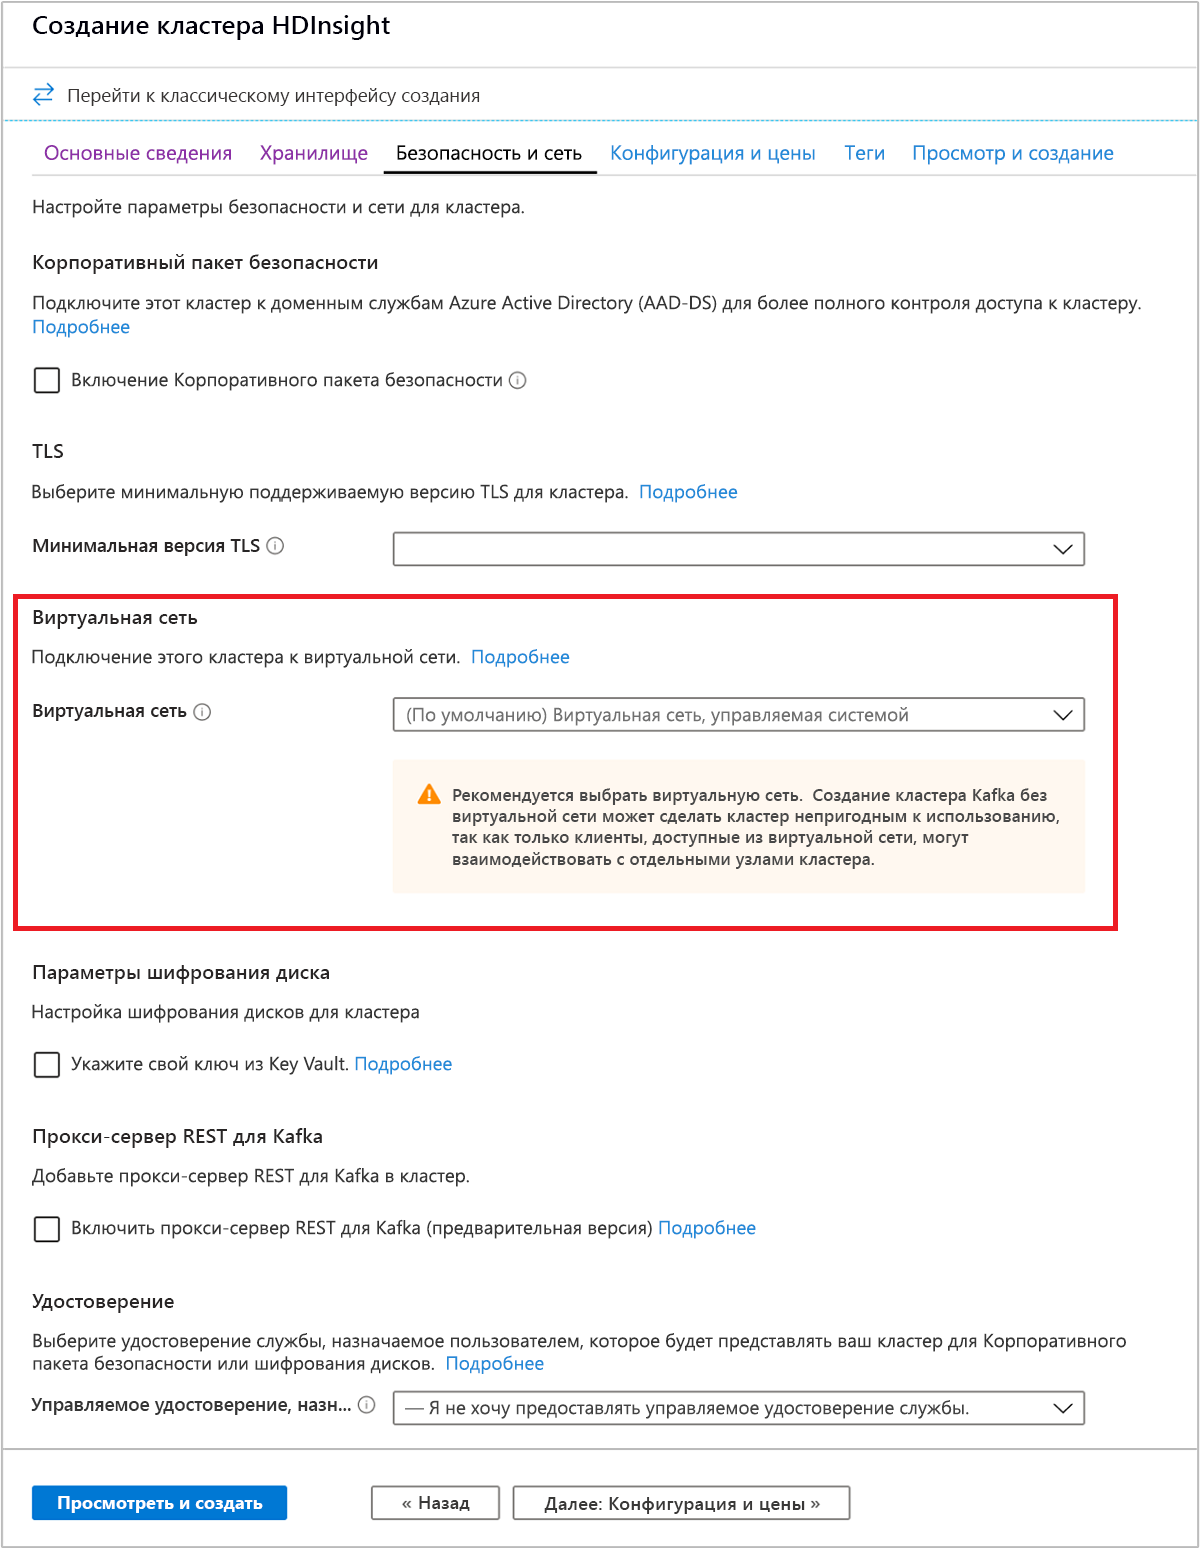 Создание кластера HDInsight
Перейти к классическому интерфейсу создания
Основные сведения Хранилище Безопасность и сеть Конфигурация и цены Теги Просмотр и создание
Настройте параметры безопасности и сети для кластера.
Корпоративный пакет безопасности
Подключите этот кластер к доменным службам Azure Active Directory (AAD-DS) для более полного контроля доступа к кластеру.
Подробнее
Включение Корпоративного пакета безопасности
TLS
Выберите минимальную поддерживаемую версию TLS для кластера. Подробнее
Минимальная версия TLS
Виртуальная сеть
Подключение этого кластера к виртуальной сети. Подробнее
Виртуальная сеть (По умолчанию) Виртуальная сеть, управляемая системой
Рекомендуется выбрать виртуальную сеть. Создание кластера Kafka без
виртуальной сети может сделать кластер непригодным к использованию,
так как только клиенты, доступные из виртуальной сети, могут
взаимодействовать с отдельными узлами кластера.
Параметры шифрования диска
Настройка шифрования дисков для кластера
Укажите свой ключ из Key Vault. Подробнее
Прокси-сервер REST для Kafka
Добавьте прокси-сервер REST для Kafka в кластер.
Включить прокси-сервер REST для Kafka (предварительная версия) Подробнее
Удостоверение
Выберите удостоверение службы, назначаемое пользователем, которое будет представлять ваш кластер для Корпоративного
пакета безопасности или шифрования дисков. Подробнее
Управляемое удостоверение, назн... — Я не хочу предоставлять управляемое удостоверение службы.
Просмотреть и создать « Назад Далее: Конфигурация и цены »